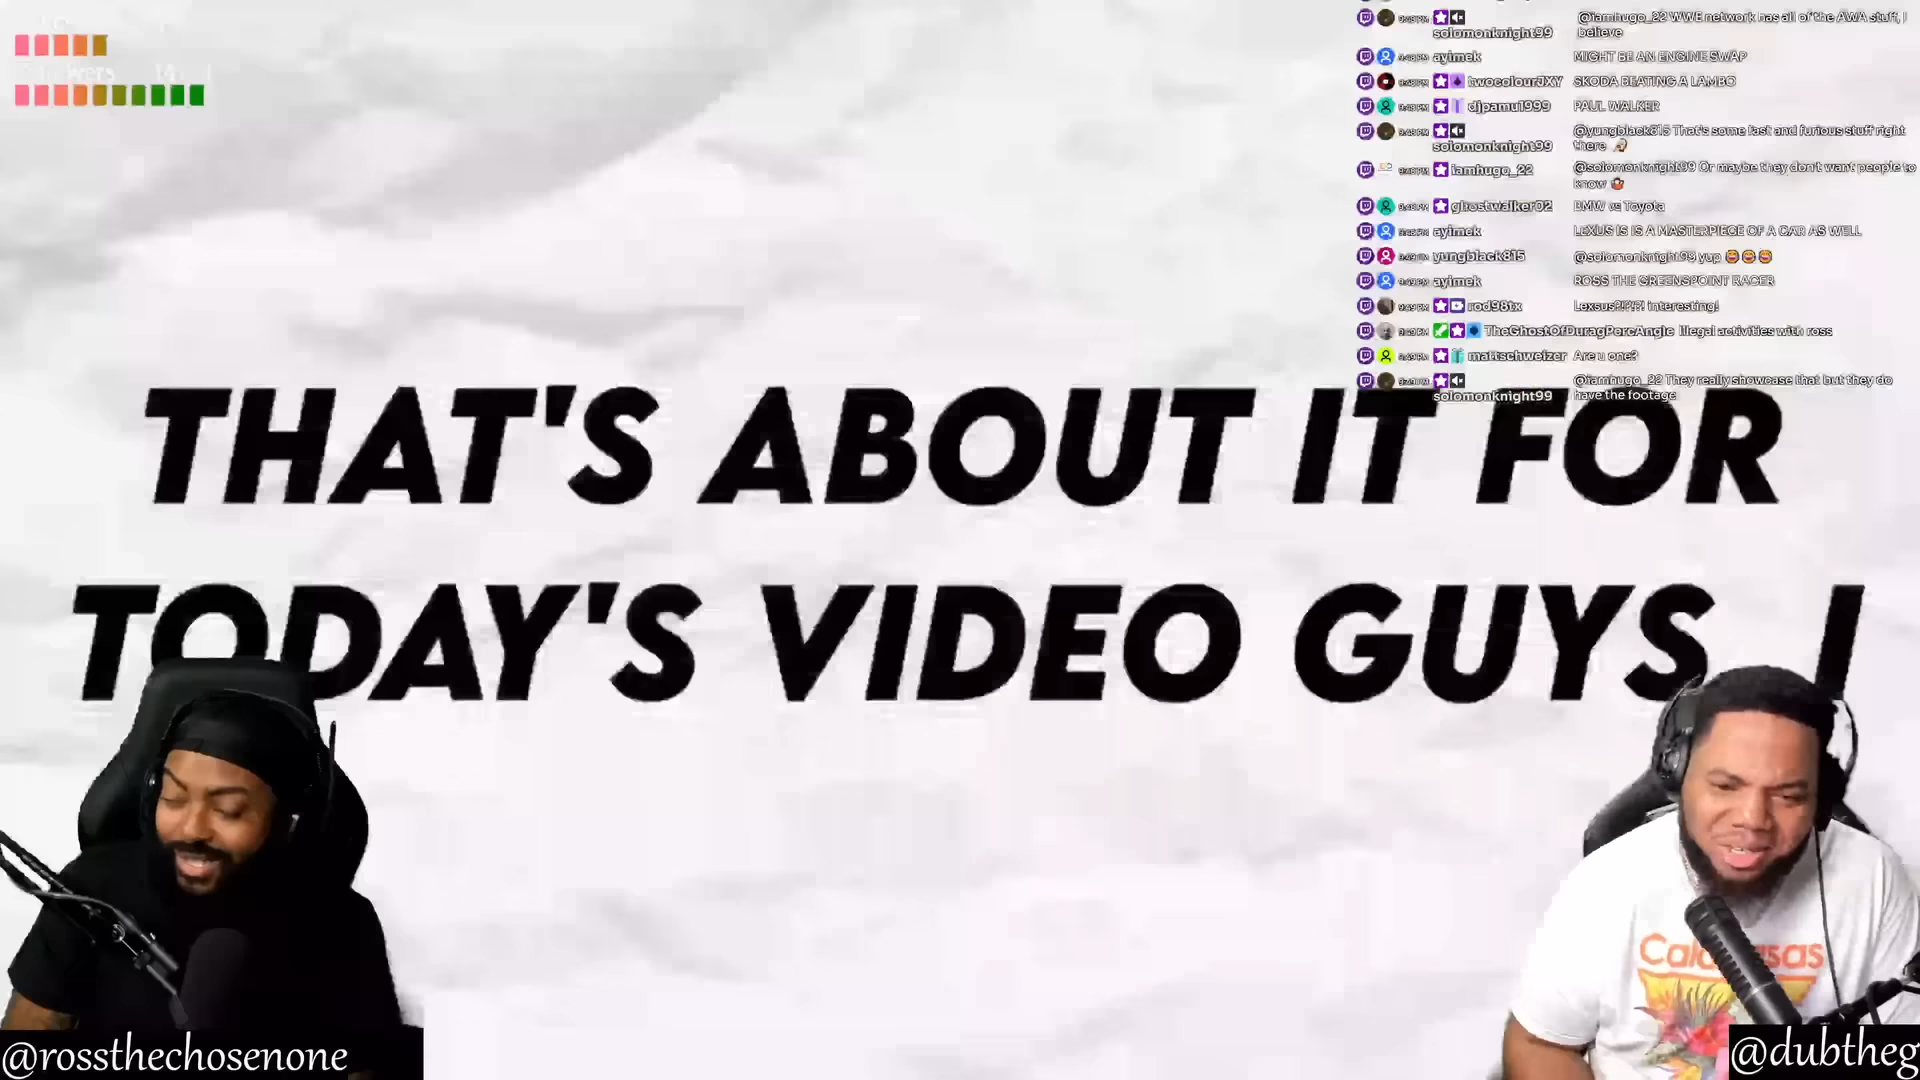 @iamhugo_22 WWE network has all of the AWA stuff, I
solomonknight99 believe
ayimek MIGHT BE AN ENGINE SWAP
twocolourJXY SKODA BEATING A LAMBO
djpamu1999 PAUL WALKER
@yungblack815 That's some fast and furious stuff right
solomonknight99 there
iamhugo_22 @solomonknight99 Or maybe they don't want people to
know
ghostwalker02 BMW vs Toyota
ayimek LEXUS IS IS A MASTERPIECE OF A CAR AS WELL
yungblack815 @solomonknight99 yup
ayimek ROSS THE GREENSPOINT RACER
rod98tx Lexsus?!?!?! interesting!
TheGhostOfDuragPercAngle Illegal activities with ross
mattschweizer Are u one?
@iamhugo_22 They really showcase that but they do
solomonknight99 have the footage
THAT'S ABOUT IT FOR
TODAY'S VIDEO GUYS I
Calabasas
@rossthechosenone
@dubtheg